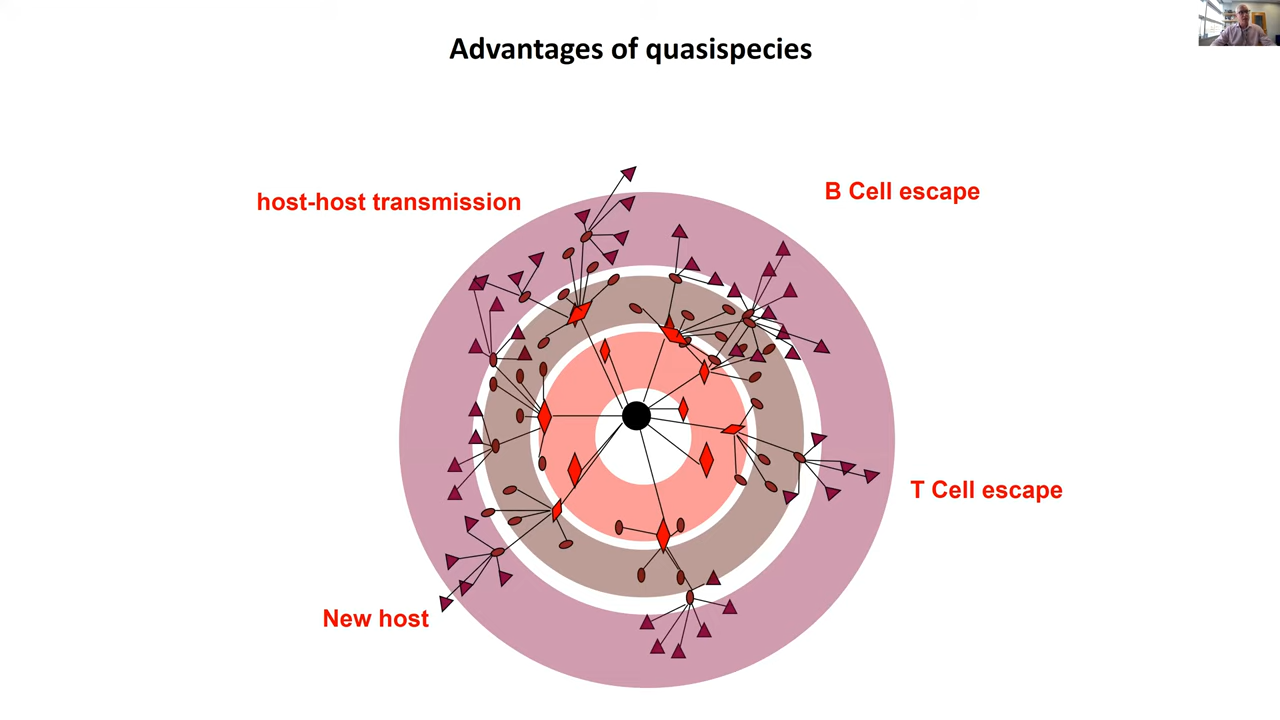 Advantages of quasispecies
host-host transmission
B Cell escape
T Cell escape
New host